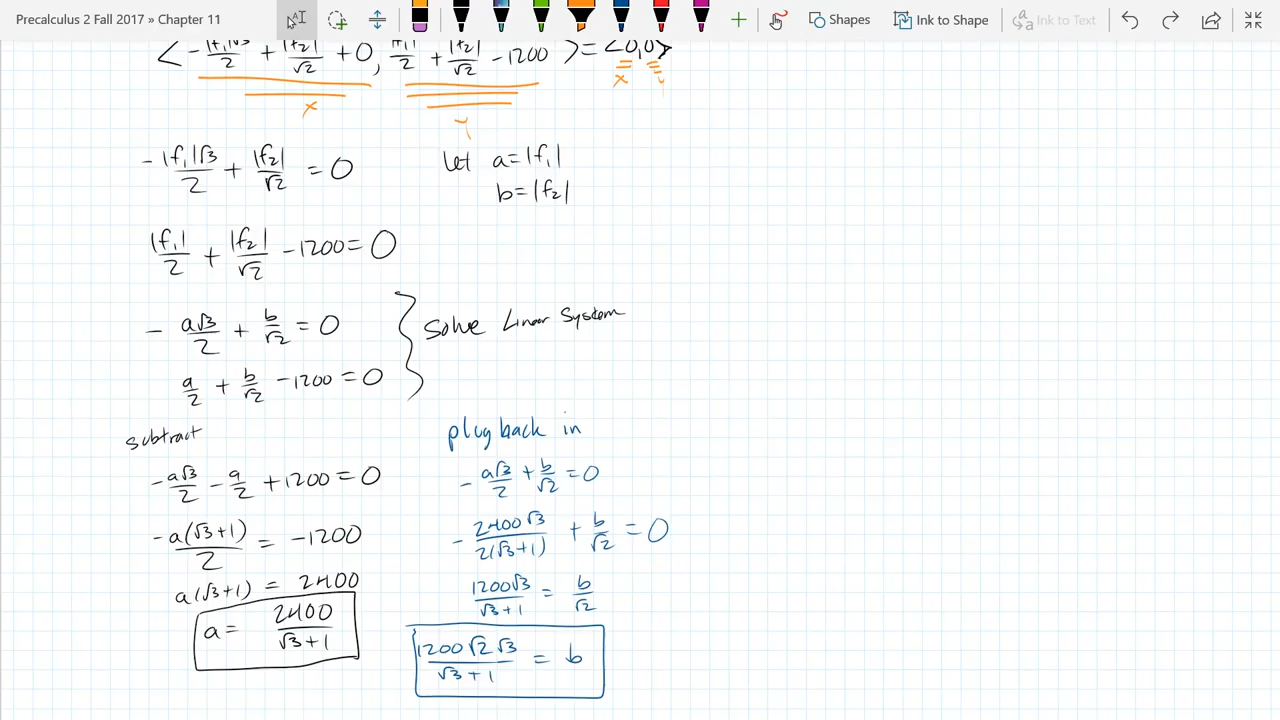 Precalculus 2 Fall 2017 » Chapter 11
Shapes
Ink to Shape
Ink to Text
< -|f₁|√3/2 + |f₂|/√2 + 0, |f₁|/2 + |f₂|/√2 - 1200 > = <0,0>
x
y
x
y
-|f₁|√3/2 + |f₂|/√2 = 0
let a = |f₁|
b = |f₂|
|f₁|/2 + |f₂|/√2 - 1200 = 0
- a√3/2 + b/√2 = 0
a/2 + b/√2 - 1200 = 0
} Solve Linear System
subtract
-a√3/2 - a/2 + 1200 = 0
-a(√3+1)/2 = -1200
a(√3+1) = 2400
a = 2400/√3+1
plug back in
- a√3/2 + b/√2 = 0
- 2400√3/2(√3+1) + b/√2 = 0
1200√3/√3+1 = b/√2
1200√2√3/√3+1 = b